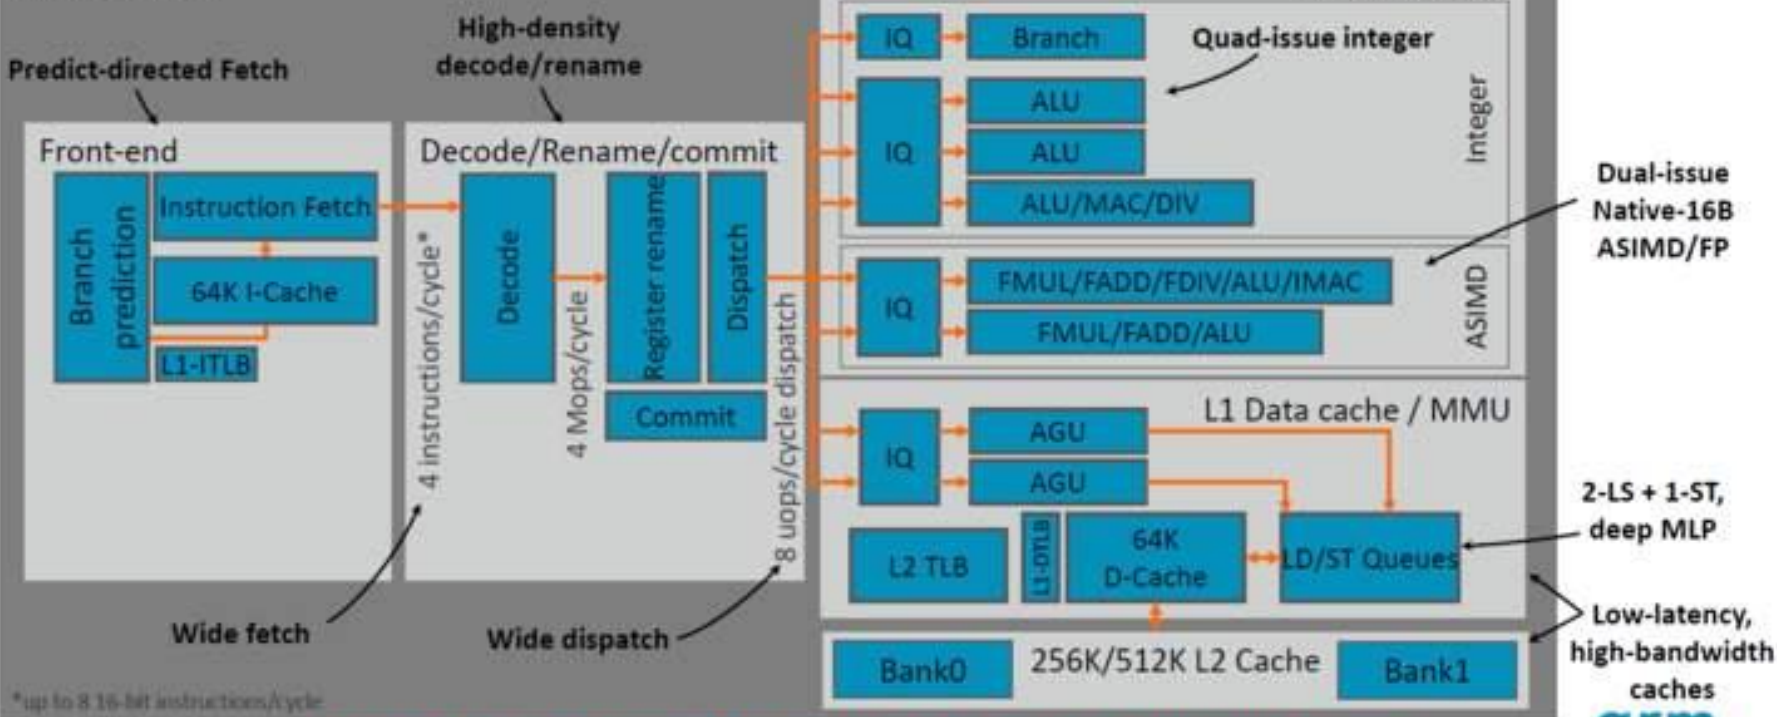 Predict-directed Fetch
High-density
decode/rename
Front-end
Branch
prediction
Instruction Fetch
64K I-Cache
L1-ITLB
4 instructions/cycle*
Decode/Rename/commit
Decode
4 Mops/cycle
Register rename
Dispatch
Commit
8 uops/cycle dispatch
Wide fetch
Wide dispatch
*up to 8 16-bit instructions/cycle
IQ
Branch
Quad-issue integer
IQ
ALU
ALU
ALU/MAC/DIV
Integer
IQ
FMUL/FADD/FDIV/ALU/IMAC
FMUL/FADD/ALU
ASIMD
Dual-issue
Native-16B
ASIMD/FP
L1 Data cache / MMU
IQ
AGU
AGU
L2 TLB
L1-DTLB
64K
D-Cache
LD/ST Queues
2-LS + 1-ST,
deep MLP
Bank0
256K/512K L2 Cache
Bank1
Low-latency,
high-bandwidth
caches